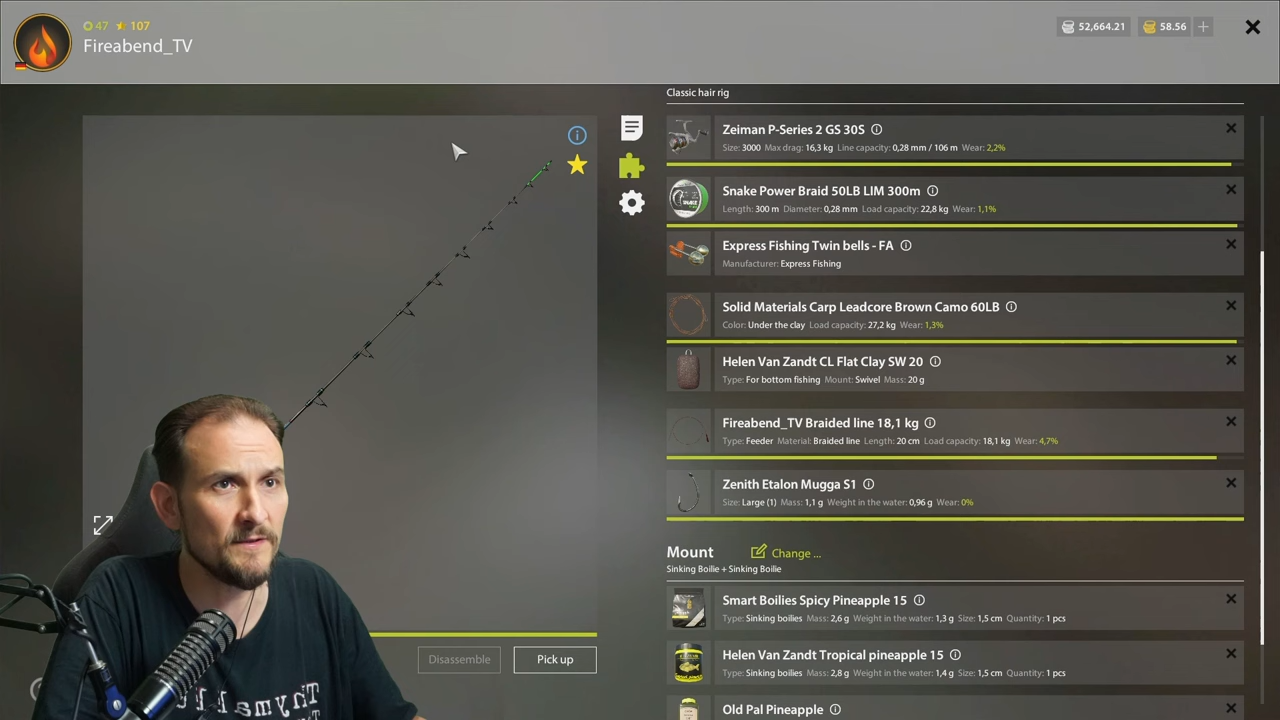 47 107
Fireabend_TV
52,664.21 58.56
Classic hair rig
Zeiman P-Series 2 GS 30S
Size: 3000 Max drag: 16,3 kg Line capacity: 0,28 mm / 106 m Wear: 2,2%
Snake Power Braid 50LB LIM 300m
Length: 300 m Diameter: 0,28 mm Load capacity: 22,8 kg Wear: 1,1%
Express Fishing Twin bells - FA
Manufacturer: Express Fishing
Solid Materials Carp Leadcore Brown Camo 60LB
Color: Under the clay Load capacity: 27,2 kg Wear: 1,3%
Helen Van Zandt CL Flat Clay SW 20
Type: For bottom fishing Mount: Swivel Mass: 20 g
Fireabend_TV Braided line 18,1 kg
Type: Feeder Material: Braided line Length: 20 cm Load capacity: 18,1 kg Wear: 4,7%
Zenith Etalon Mugga S1
Size: Large (1) Mass: 1,1 g Weight in the water: 0,96 g Wear: 0%
Mount Change ...
Sinking Boilie + Sinking Boilie
Smart Boilies Spicy Pineapple 15
Type: Sinking boilies Mass: 2,6 g Weight in the water: 1,3 g Size: 1,5 cm Quantity: 1 pcs
Helen Van Zandt Tropical pineapple 15
Type: Sinking boilies Mass: 2,8 g Weight in the water: 1,4 g Size: 1,5 cm Quantity: 1 pcs
Old Pal Pineapple
Disassemble Pick up